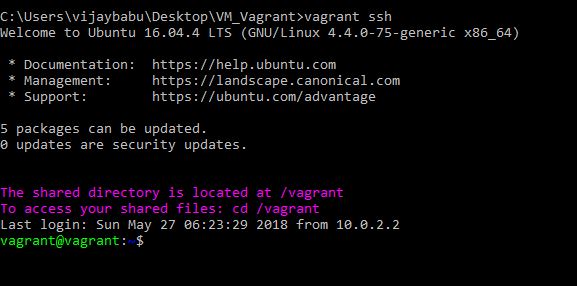 C:\Users\vijaybabu\Desktop\VM_Vagrant>vagrant ssh
Welcome to Ubuntu 16.04.4 LTS (GNU/Linux 4.4.0-75-generic x86_64)
* Documentation:  https://help.ubuntu.com
* Management:     https://landscape.canonical.com
* Support:        https://ubuntu.com/advantage
5 packages can be updated.
0 updates are security updates.
The shared directory is located at /vagrant
To access your shared files: cd /vagrant
Last login: Sun May 27 06:23:29 2018 from 10.0.2.2
vagrant@vagrant:~$